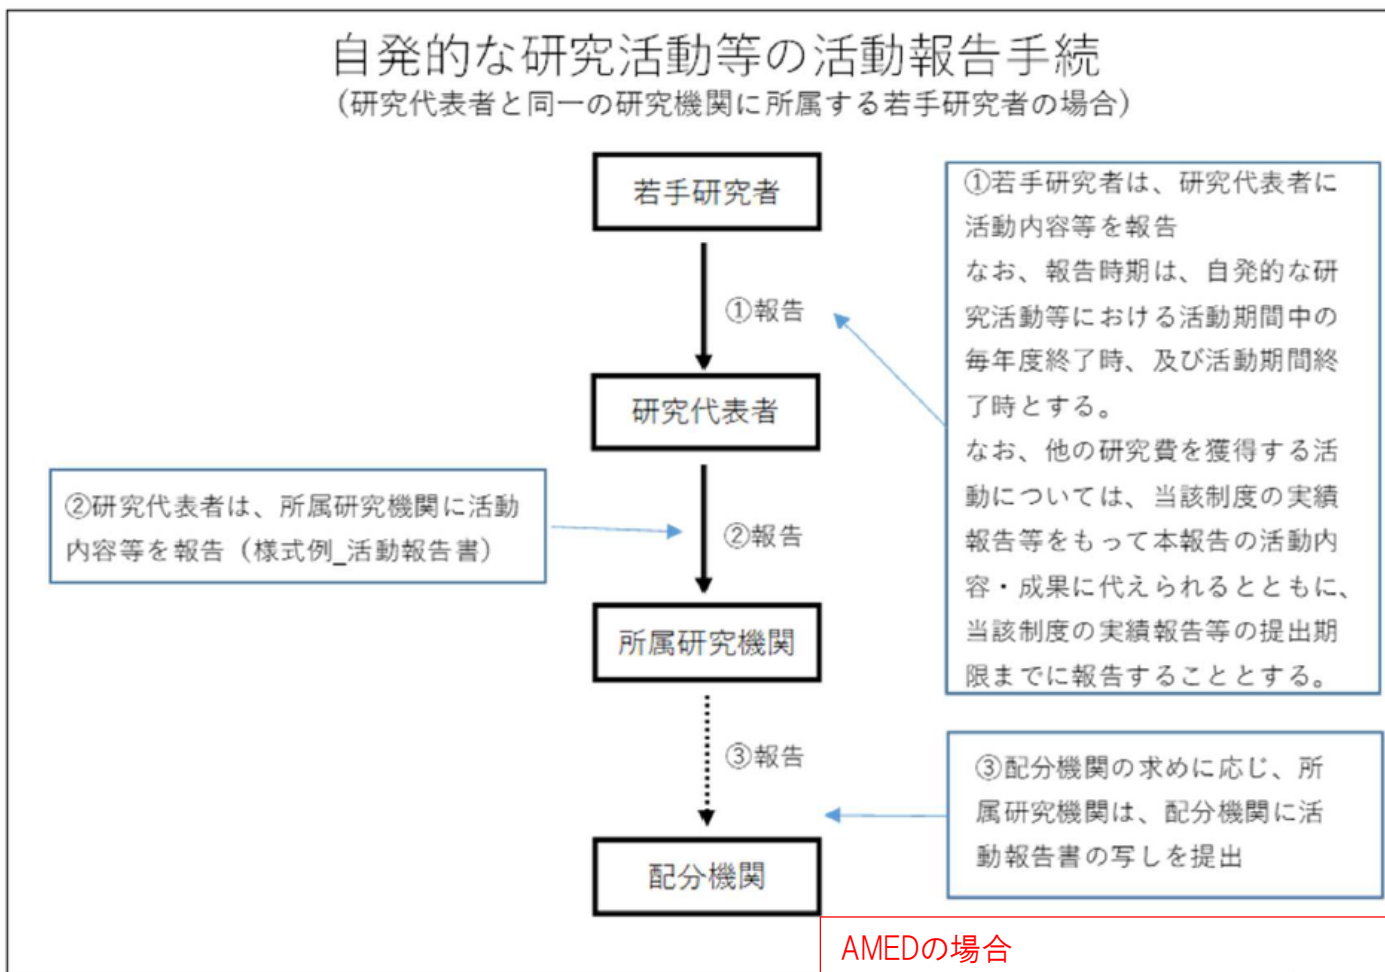 自発的な研究活動等の活動報告手続
（研究代表者と同一の研究機関に所属する若手研究者の場合）
若手研究者
①報告
①若手研究者は、研究代表者に
活動内容等を報告
なお、報告時期は、自発的な研
究活動等における活動期間中の
毎年度終了時、及び活動期間終
了時とする。
なお、他の研究費を獲得する活
動については、当該制度の実績
報告等をもって本報告の活動内
容・成果に代えられるとともに、
当該制度の実績報告等の提出期
限までに報告することとする。
研究代表者
②研究代表者は、所属研究機関に活動
内容等を報告（様式例_活動報告書）
②報告
所属研究機関
③報告
③配分機関の求めに応じ、所
属研究機関は、配分機関に活
動報告書の写しを提出
配分機関
AMEDの場合